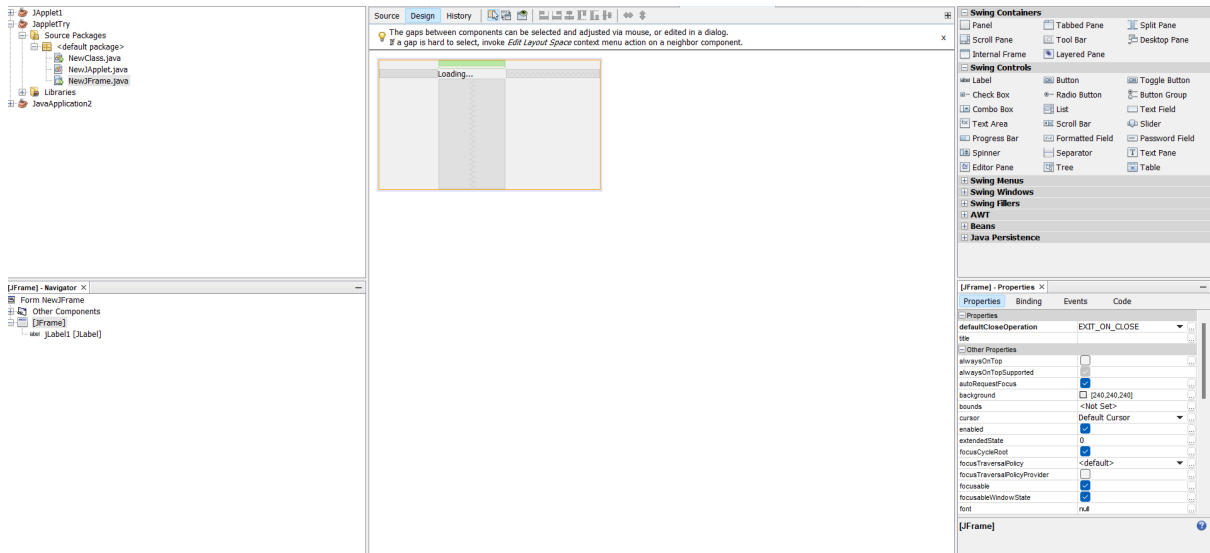 JApplet1
JappletTry
Source Packages
<default package>
NewClass.java
NewJApplet.java
NewJFrame.java
Libraries
JavaApplication2
[JFrame] - Navigator
Form NewJFrame
Other Components
[JFrame]
label jLabel1 [JLabel]
Source Design History
The gaps between components can be selected and adjusted via mouse, or edited in a dialog.
If a gap is hard to select, invoke Edit Layout Space context menu action on a neighbor component.
x
Loading...
Swing Containers
Panel Tabbed Pane Split Pane
Scroll Pane Tool Bar Desktop Pane
Internal Frame Layered Pane
Swing Controls
label Label OK Button OK Toggle Button
Check Box Radio Button Button Group
Combo Box List Text Field
Text Area Scroll Bar Slider
Progress Bar Formatted Field Password Field
Spinner Separator T Text Pane
Editor Pane Tree Table
Swing Menus
Swing Windows
Swing Fillers
AWT
Beans
Java Persistence
[JFrame] - Properties
Properties Binding Events Code
Properties
defaultCloseOperation EXIT_ON_CLOSE ...
title ...
Other Properties
alwaysOnTop ...
alwaysOnTopSupported
autoRequestFocus ...
background [240,240,240] ...
bounds <Not Set> ...
cursor Default Cursor ...
enabled ...
extendedState 0 ...
focusCycleRoot ...
focusTraversalPolicy <default> ...
focusTraversalPolicyProvider ...
focusable ...
focusableWindowState ...
font null ...
[JFrame] ?